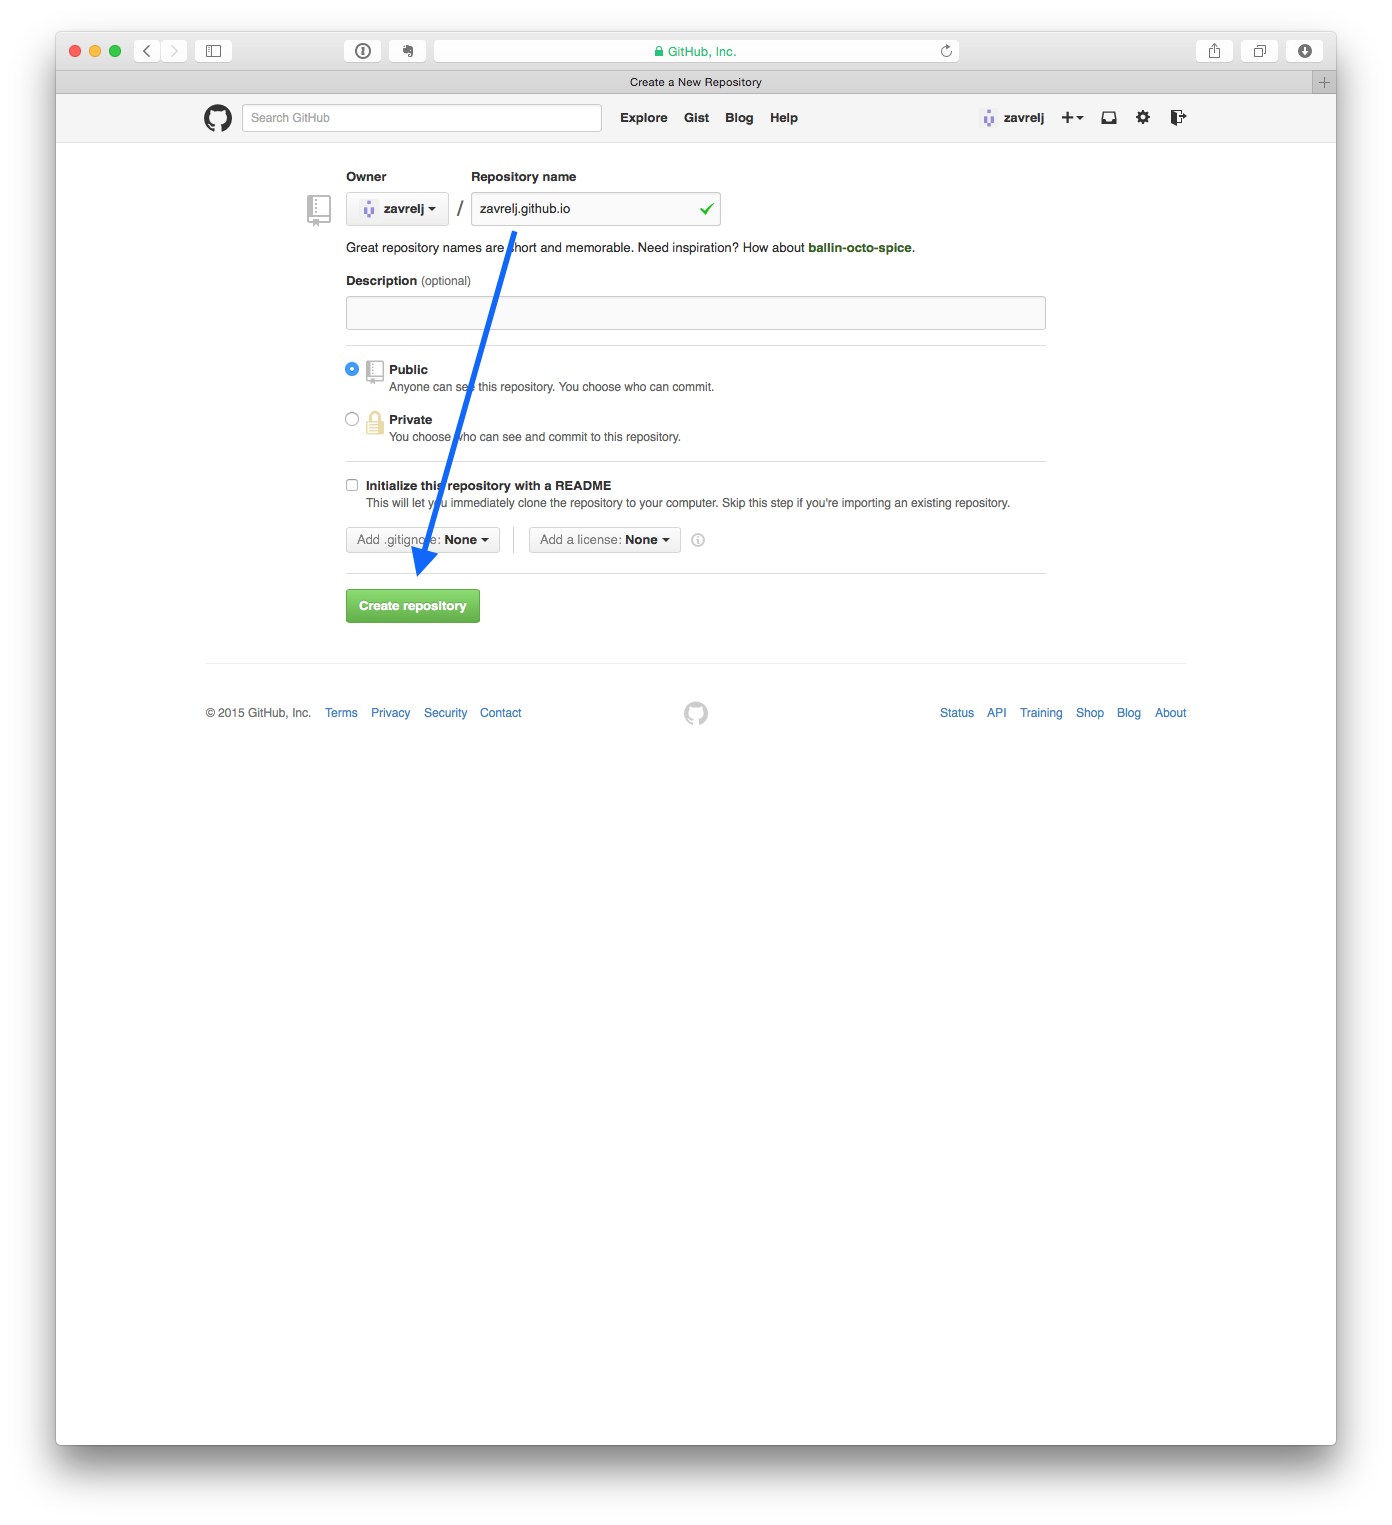 GitHub, Inc.
Create a New Repository
Search GitHub
Explore Gist Blog Help
zavrelj
Owner Repository name
zavrelj / zavrelj.github.io
Great repository names are short and memorable. Need inspiration? How about ballin-octo-spice.
Description (optional)
Public
Anyone can see this repository. You choose who can commit.
Private
You choose who can see and commit to this repository.
Initialize this repository with a README
This will let you immediately clone the repository to your computer. Skip this step if you're importing an existing repository.
Add .gitignore: None Add a license: None
Create repository
© 2015 GitHub, Inc. Terms Privacy Security Contact Status API Training Shop Blog About